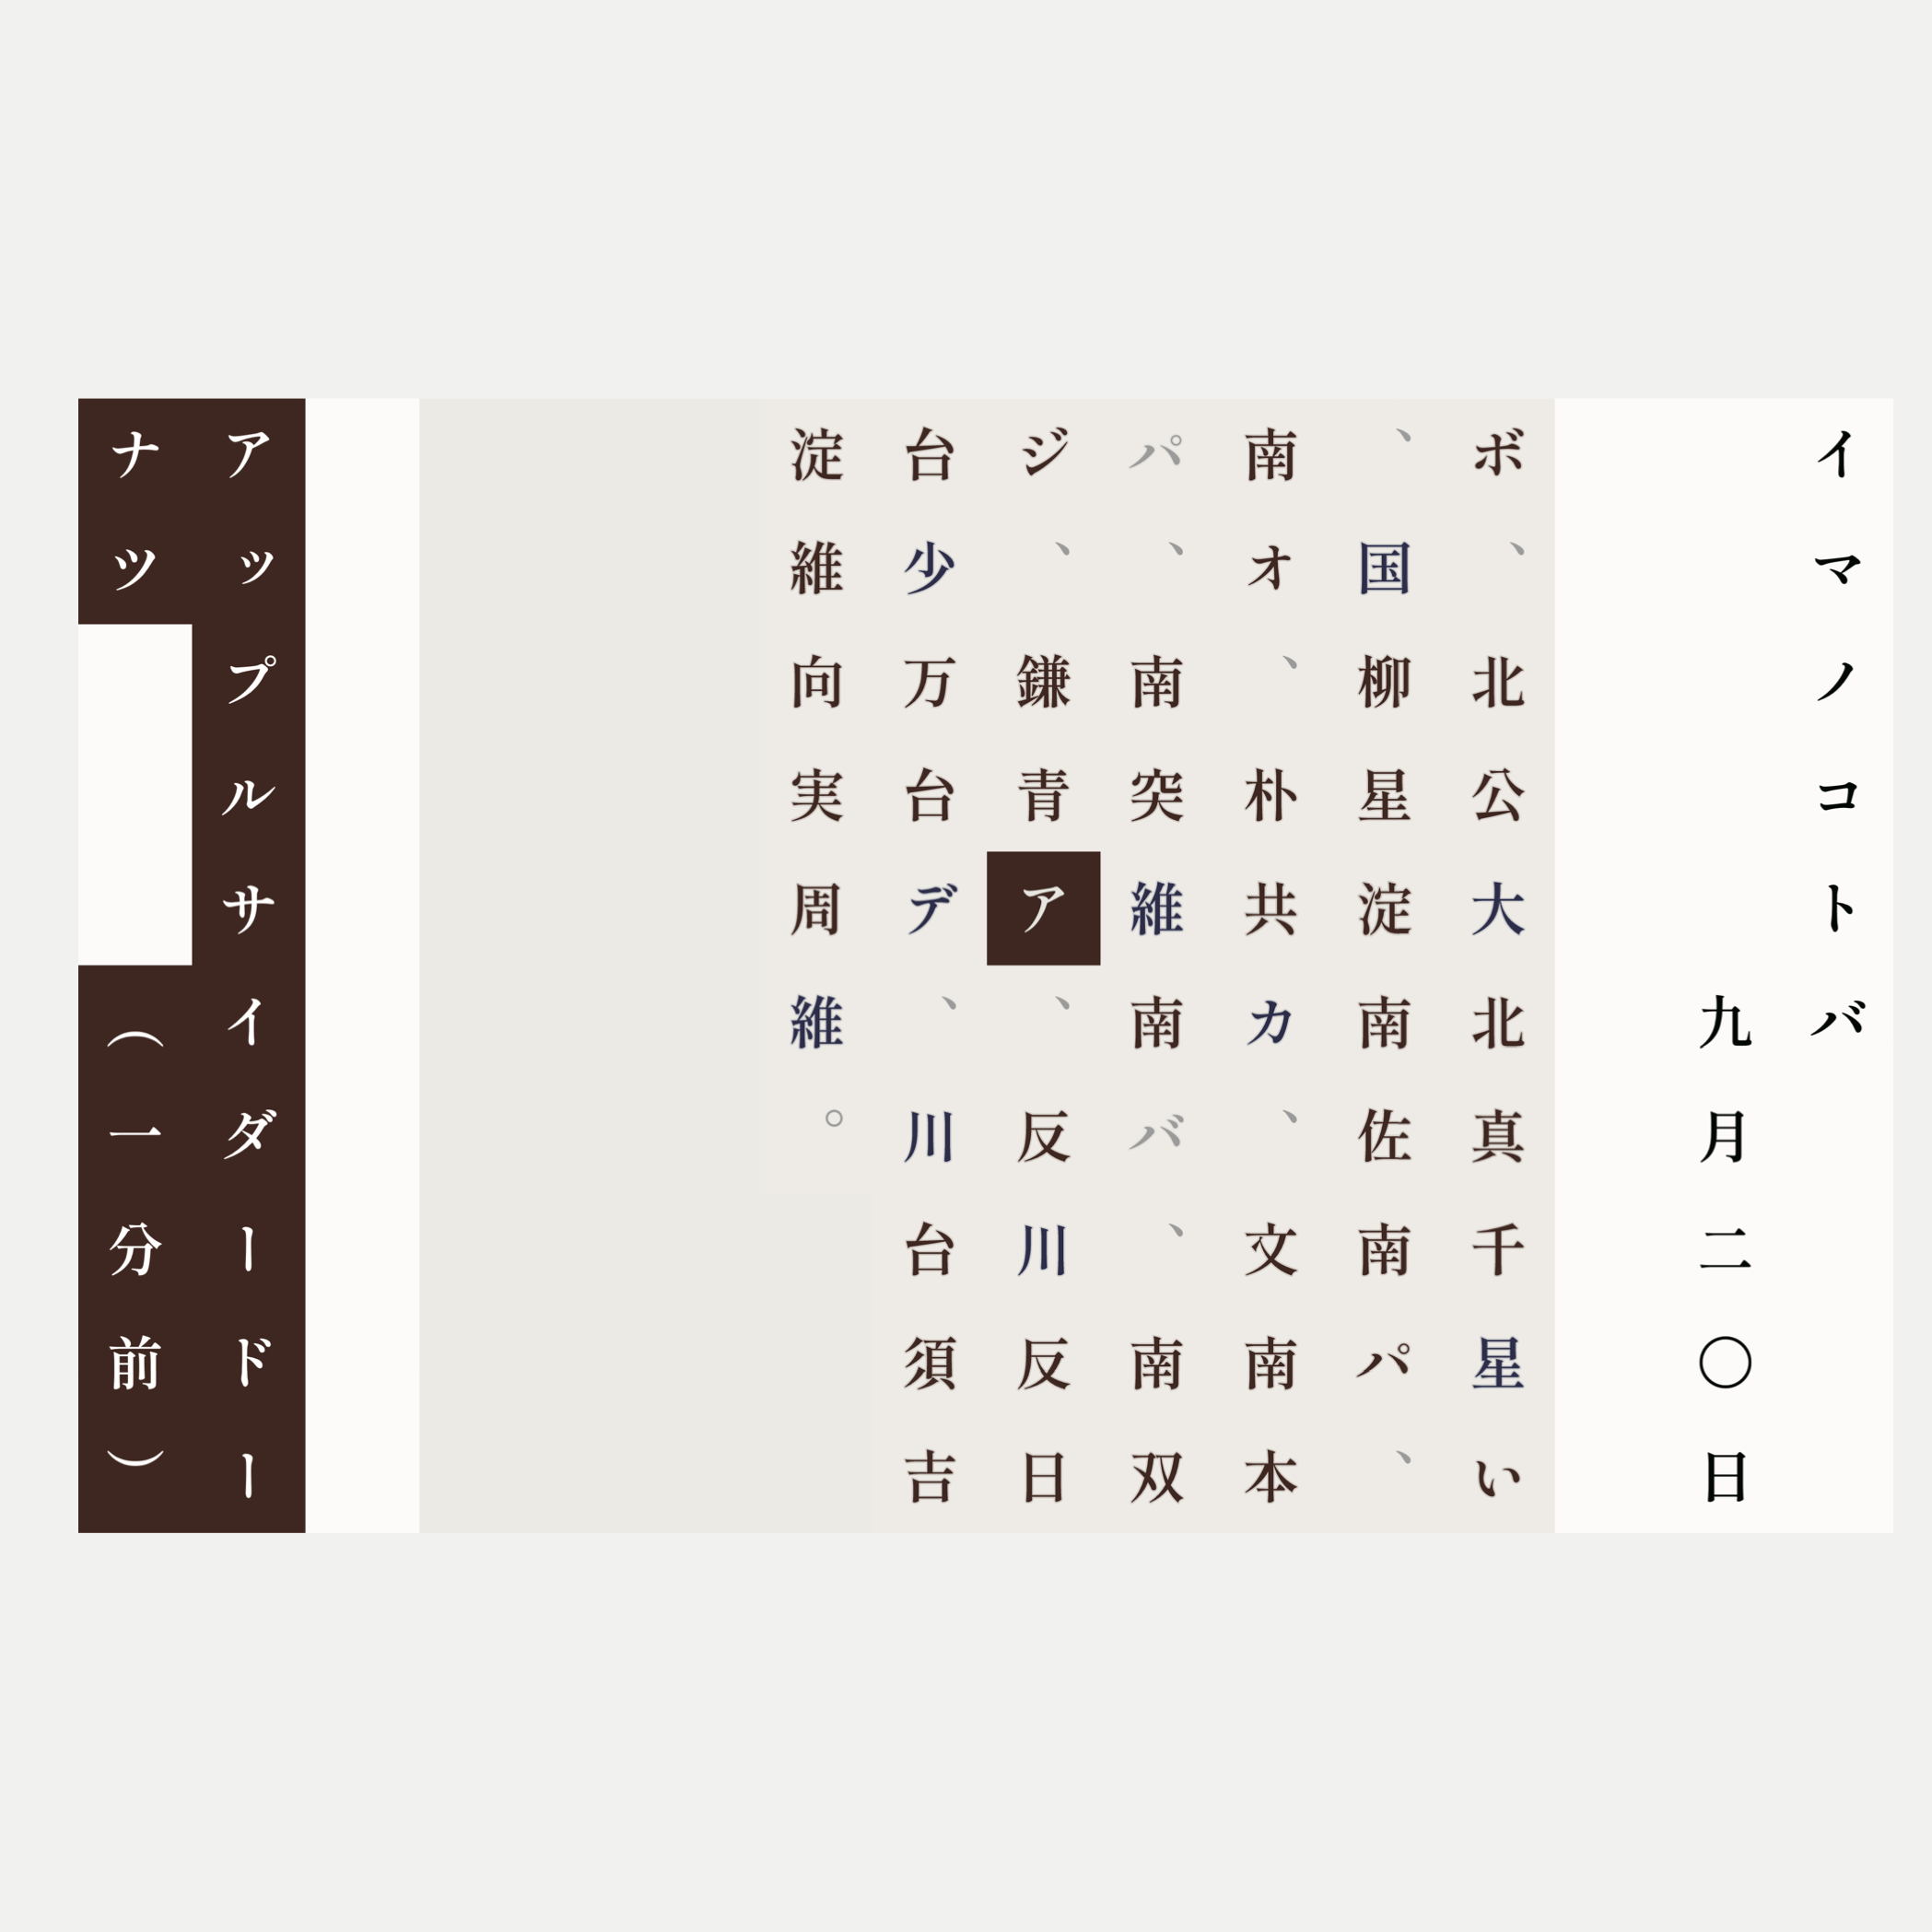 イマノコトバ
九月二〇日
ボ、北公大北真千星い
、国柳星淀南佐南パ、
南オ、朴共カ、文南本
パ、南突維南バ、南双
ジ、鎌青ア、反川反日
台少万台デ、川台須吉
淀維向実周維。
アップルサイダードー
ナツ（一分前）